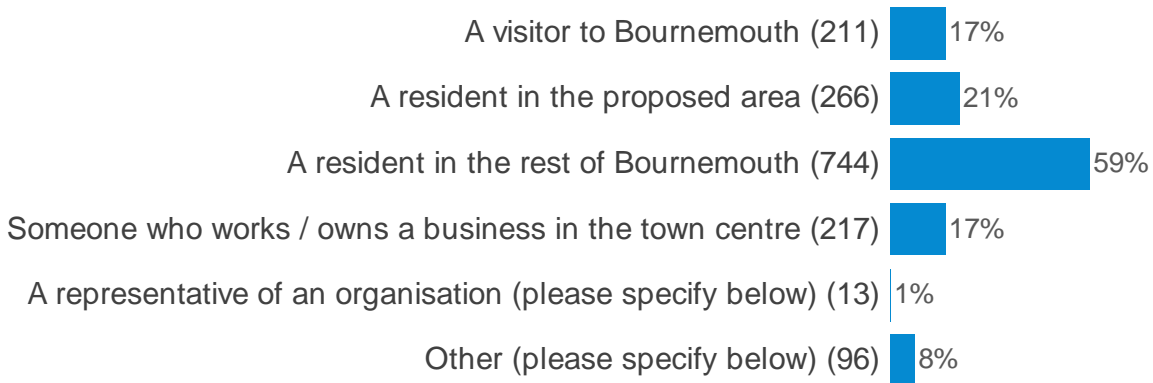 A visitor to Bournemouth (211) 17%
A resident in the proposed area (266) 21%
A resident in the rest of Bournemouth (744) 59%
Someone who works / owns a business in the town centre (217) 17%
A representative of an organisation (please specify below) (13) 1%
Other (please specify below) (96) 8%